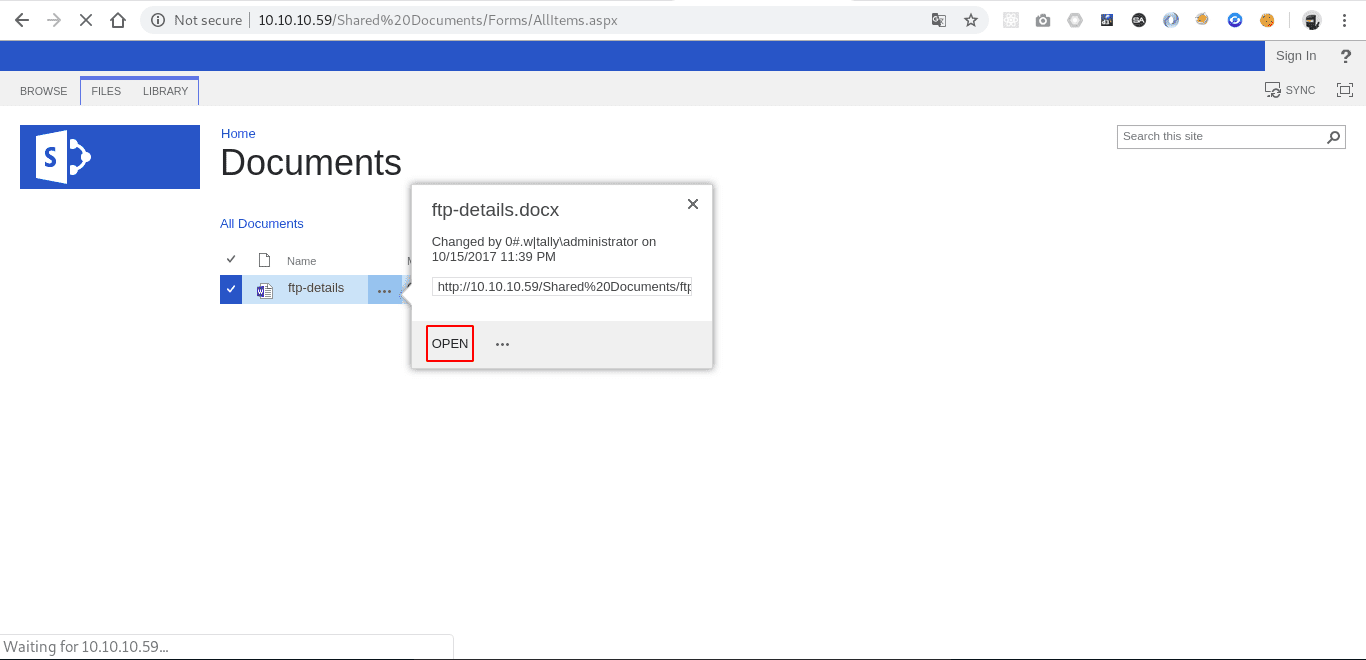 Not secure | 10.10.10.59/Shared%20Documents/Forms/AllItems.aspx
Sign In ?
BROWSE FILES LIBRARY SYNC
S
Home
Search this site
Documents
ftp-details.docx
All Documents
Changed by 0#.w|tally\administrator on
10/15/2017 11:39 PM
Name
http://10.10.10.59/Shared%20Documents/ftp
ftp-details ...
OPEN ...
Waiting for 10.10.10.59...